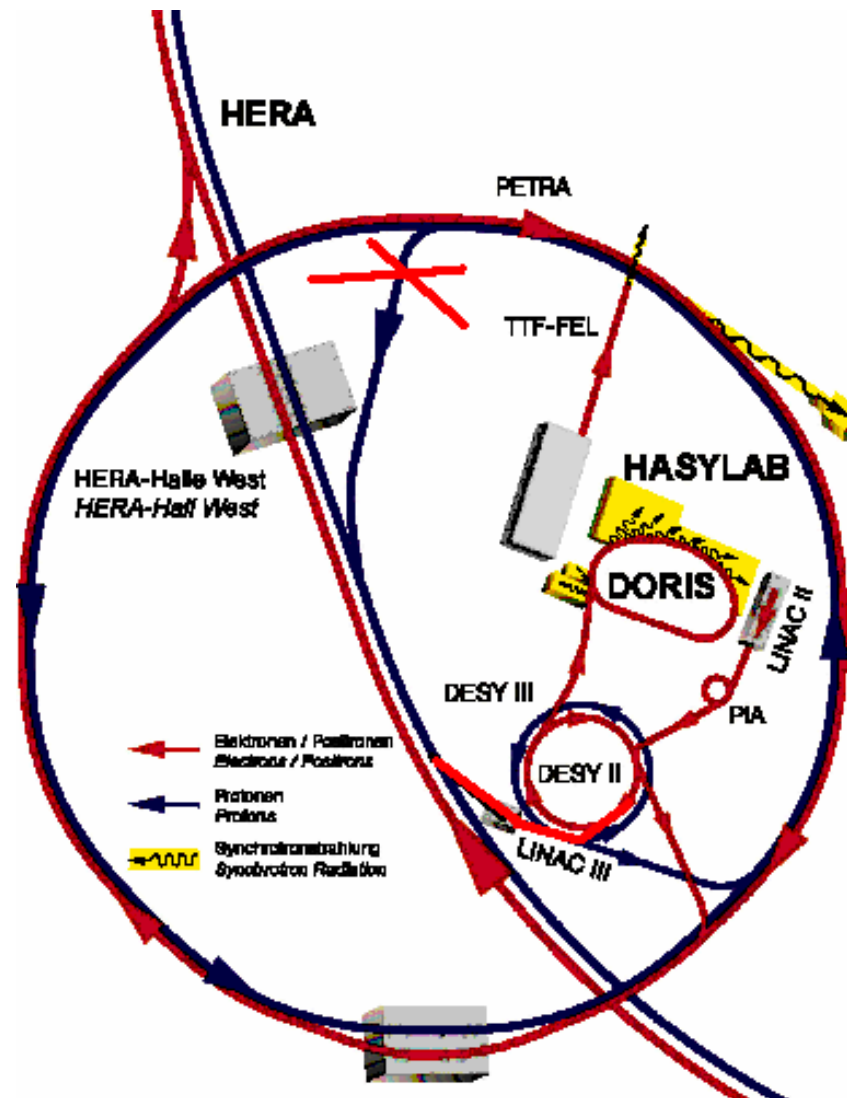 HERA
PETRA
TTF-FEL
HASYLAB
HERA-Halle West
HERA-Hall West
DORIS
LINAC II
DESY III
PIA
DESY II
Elektronen / Positronen
Electrons / Positrons
Protonen
Protons
LINAC III
Synchrotronstrahlung
Synchrotron Radiation